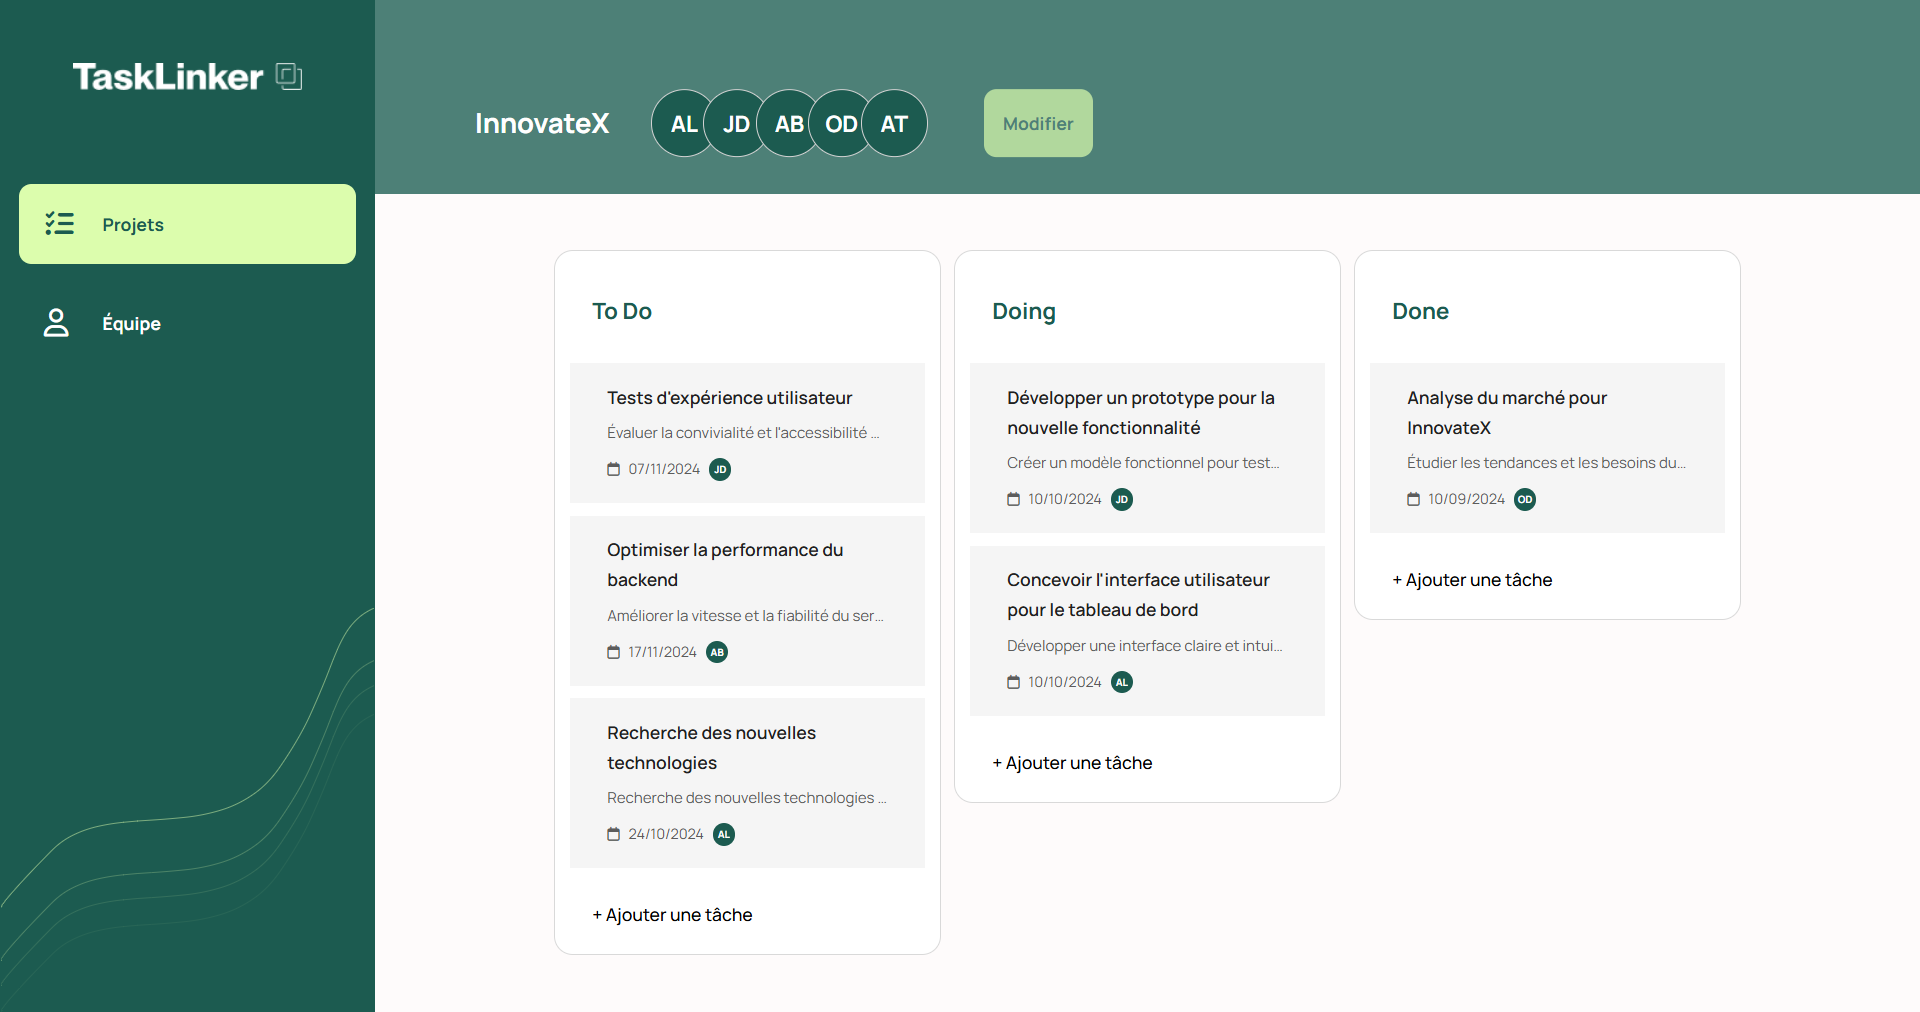 TaskLinker
Projets
Équipe
InnovateX
AL JD AB OD AT
Modifier
To Do
Tests d'expérience utilisateur
Évaluer la convivialité et l'accessibilité ...
07/11/2024 JD
Optimiser la performance du
backend
Améliorer la vitesse et la fiabilité du ser...
17/11/2024 AB
Recherche des nouvelles
technologies
Recherche des nouvelles technologies ...
24/10/2024 AL
+ Ajouter une tâche
Doing
Développer un prototype pour la
nouvelle fonctionnalité
Créer un modèle fonctionnel pour test...
10/10/2024 JD
Concevoir l'interface utilisateur
pour le tableau de bord
Développer une interface claire et intui...
10/10/2024 AL
+ Ajouter une tâche
Done
Analyse du marché pour
InnovateX
Étudier les tendances et les besoins du...
10/09/2024 OD
+ Ajouter une tâche